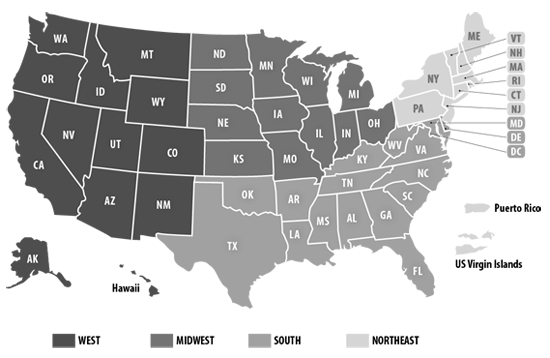 WA
MT
ND
MN
ME
VT
NH
MA
RI
CT
NJ
MD
DE
DC
OR
ID
SD
WI
MI
NY
WY
IA
PA
NE
NV
UT
CO
IL
IN
OH
CA
KS
MO
KY
WV
VA
AZ
NM
OK
AR
TN
NC
SC
TX
LA
MS
AL
GA
FL
Puerto Rico
US Virgin Islands
AK
Hawaii
WEST
MIDWEST
SOUTH
NORTHEAST